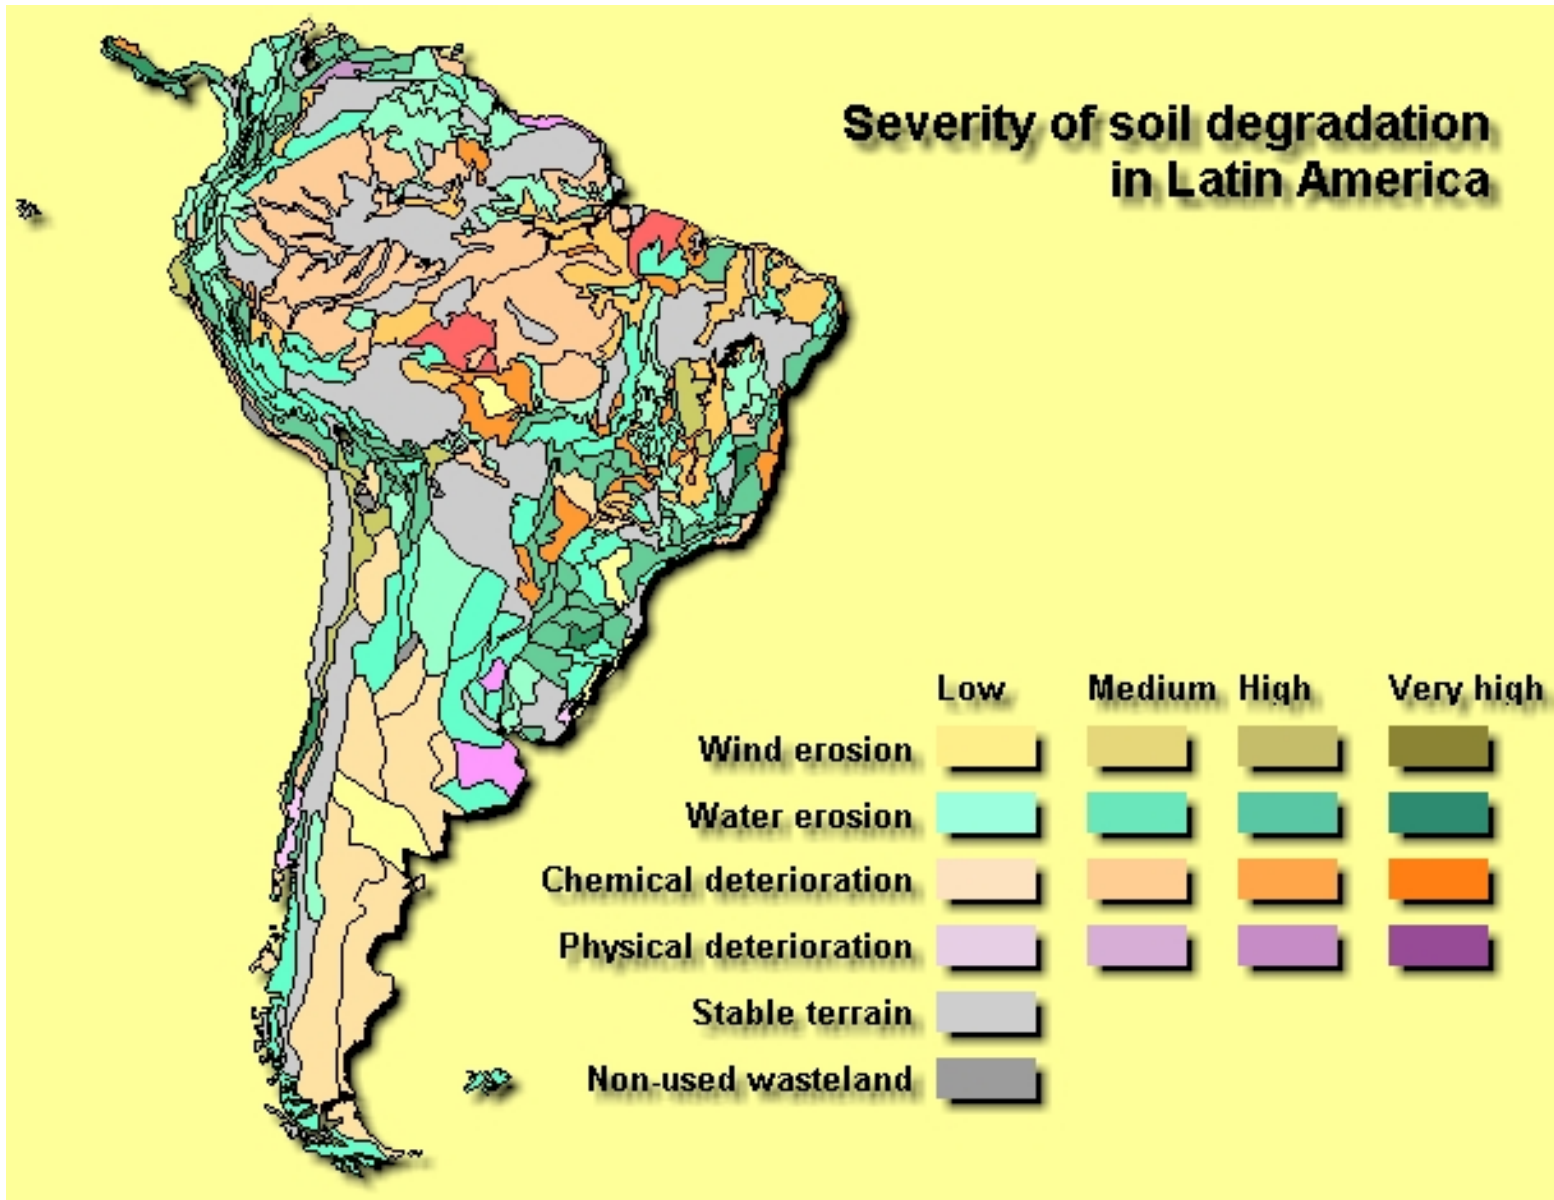 Severity of soil degradation
in Latin America
Low Medium High Very high
Wind erosion
Water erosion
Chemical deterioration
Physical deterioration
Stable terrain
Non-used wasteland